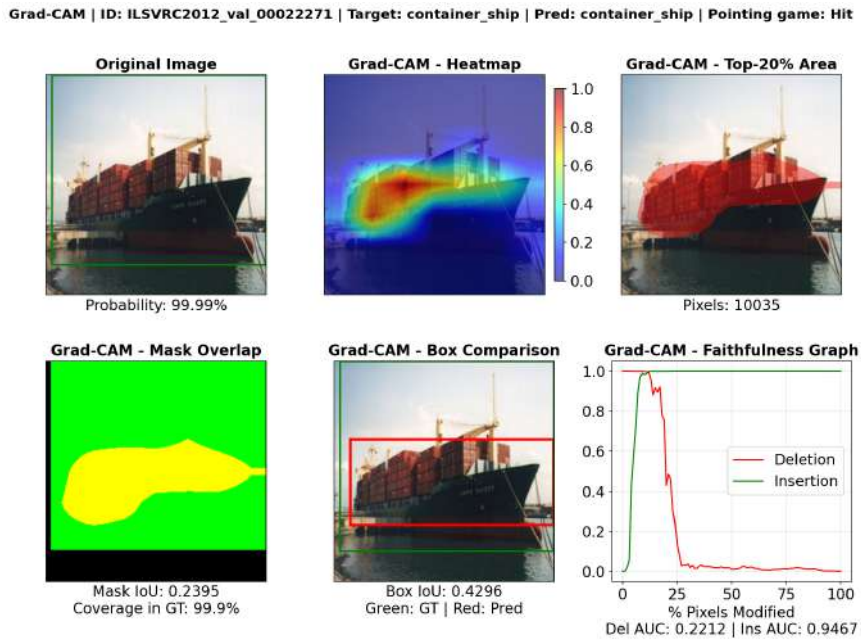 Grad-CAM | ID: ILSVRC2012_val_00022271 | Target: container_ship | Pred: container_ship | Pointing game: Hit
Original Image
Probability: 99.99%
Grad-CAM - Heatmap
1.0
0.8
0.6
0.4
0.2
0.0
Grad-CAM - Top-20% Area
Pixels: 10035
Grad-CAM - Mask Overlap
Mask IoU: 0.2395
Coverage in GT: 99.9%
Grad-CAM - Box Comparison
Box IoU: 0.4296
Green: GT | Red: Pred
Grad-CAM - Faithfulness Graph
1.0
0.8
0.6
0.4
0.2
0.0
Deletion
Insertion
0 25 50 75 100
% Pixels Modified
Del AUC: 0.2212 | Ins AUC: 0.9467